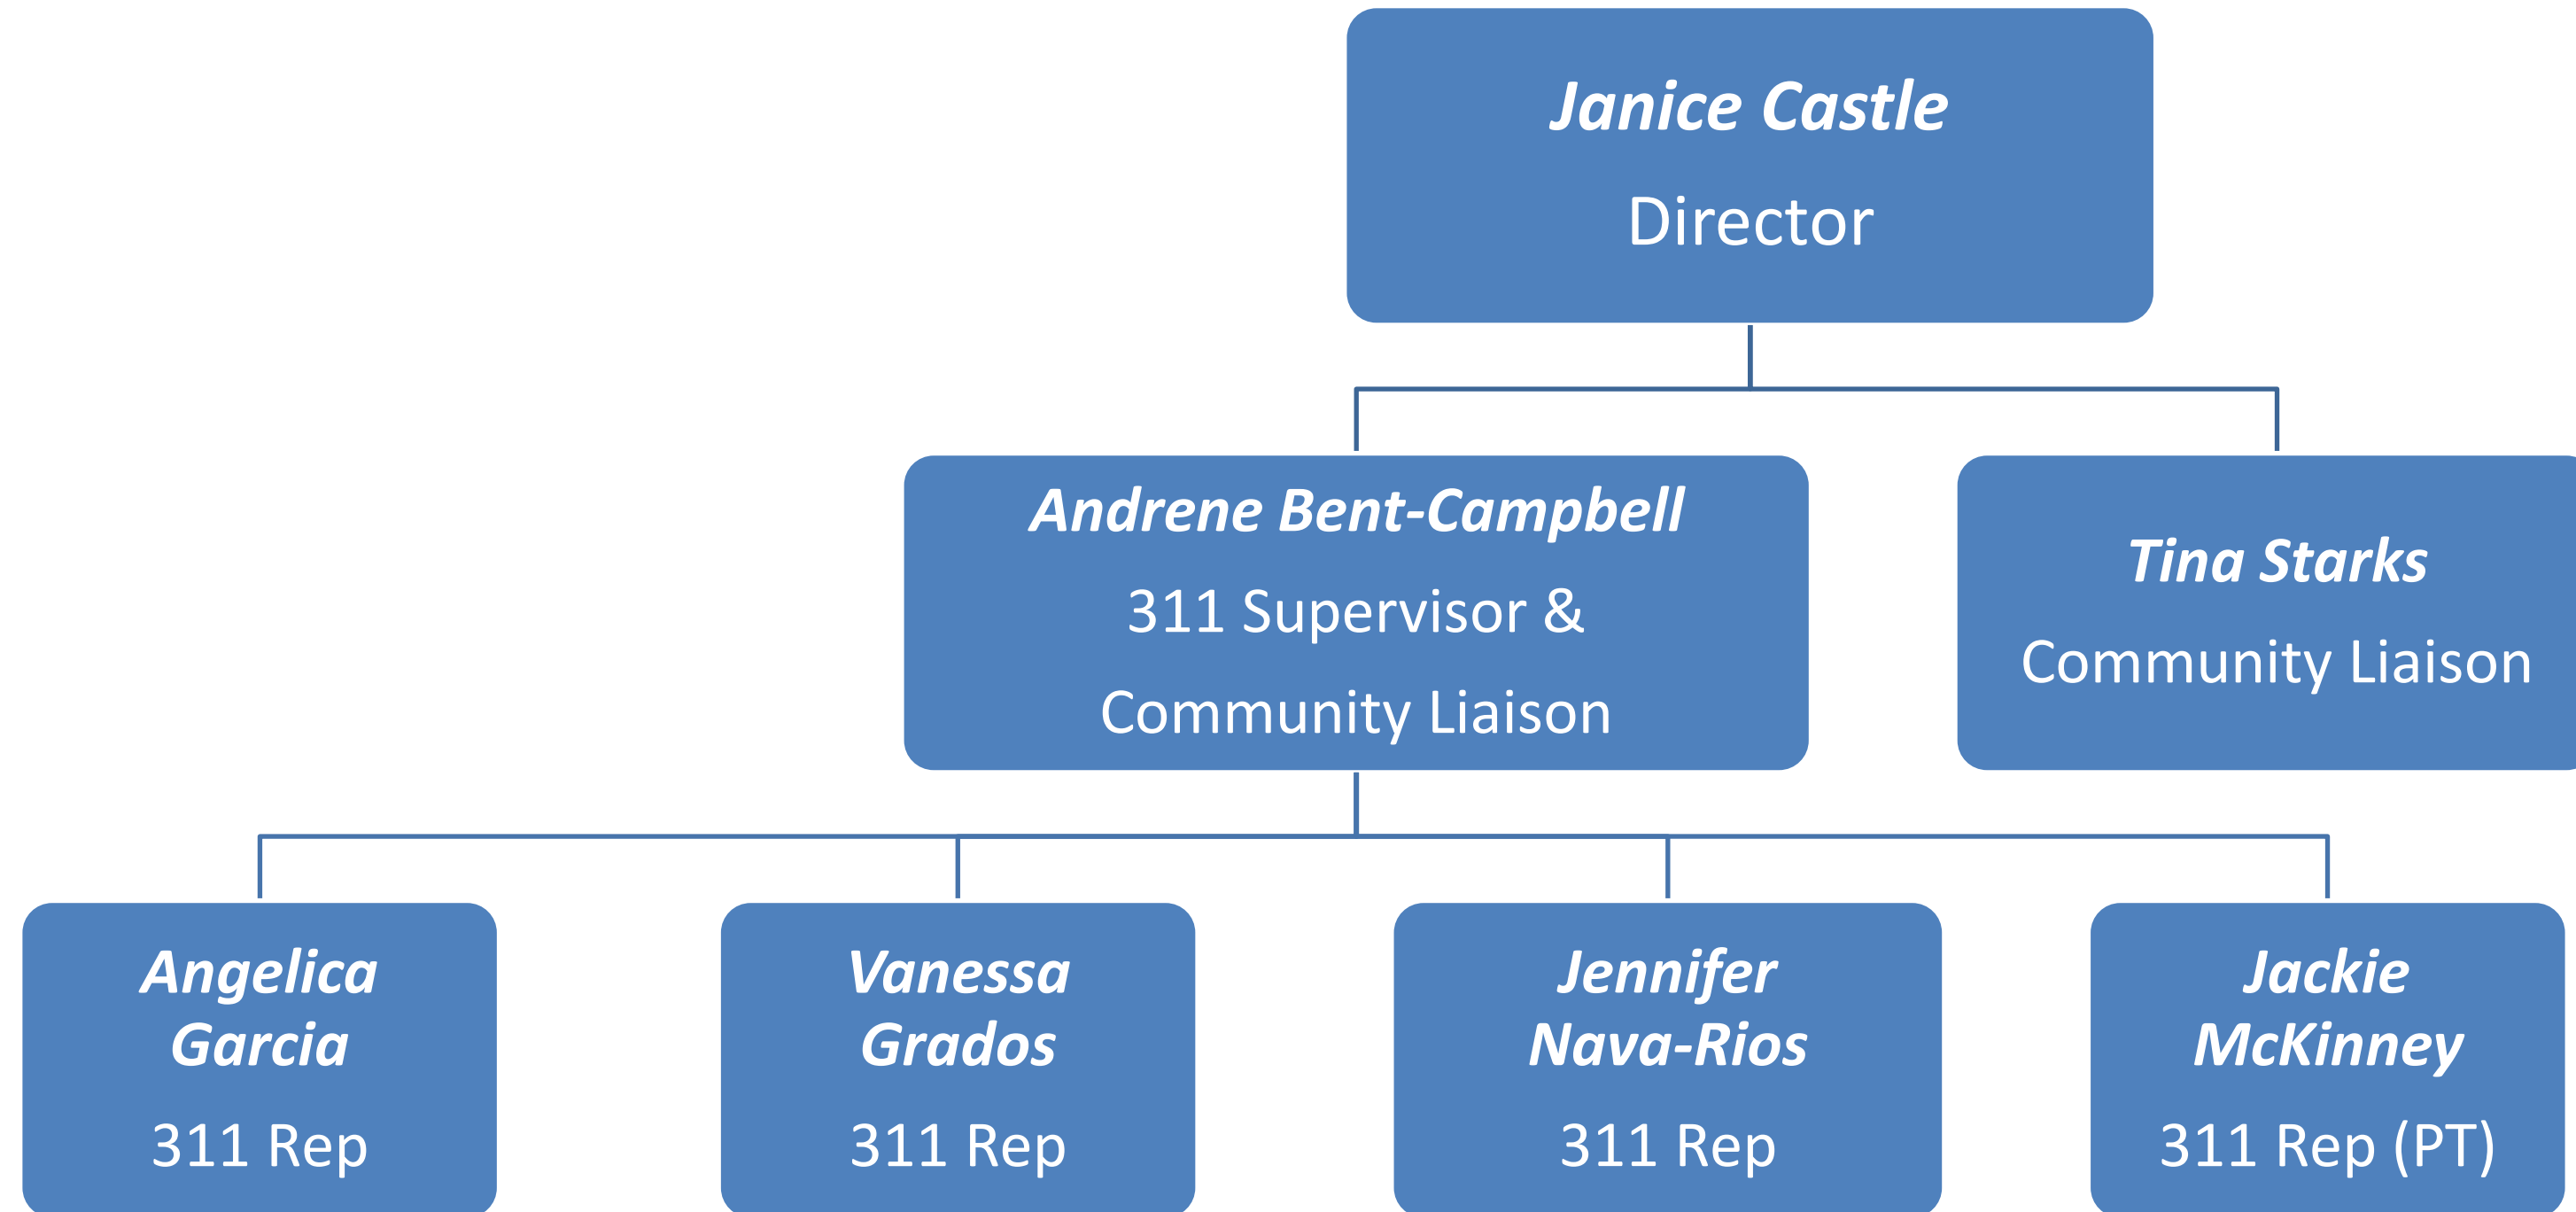 Janice Castle
Director
Andrene Bent-Campbell
311 Supervisor &
Community Liaison
Tina Starks
Community Liaison
Angelica
Garcia
311 Rep
Vanessa
Grados
311 Rep
Jennifer
Nava-Rios
311 Rep
Jackie
McKinney
311 Rep (PT)